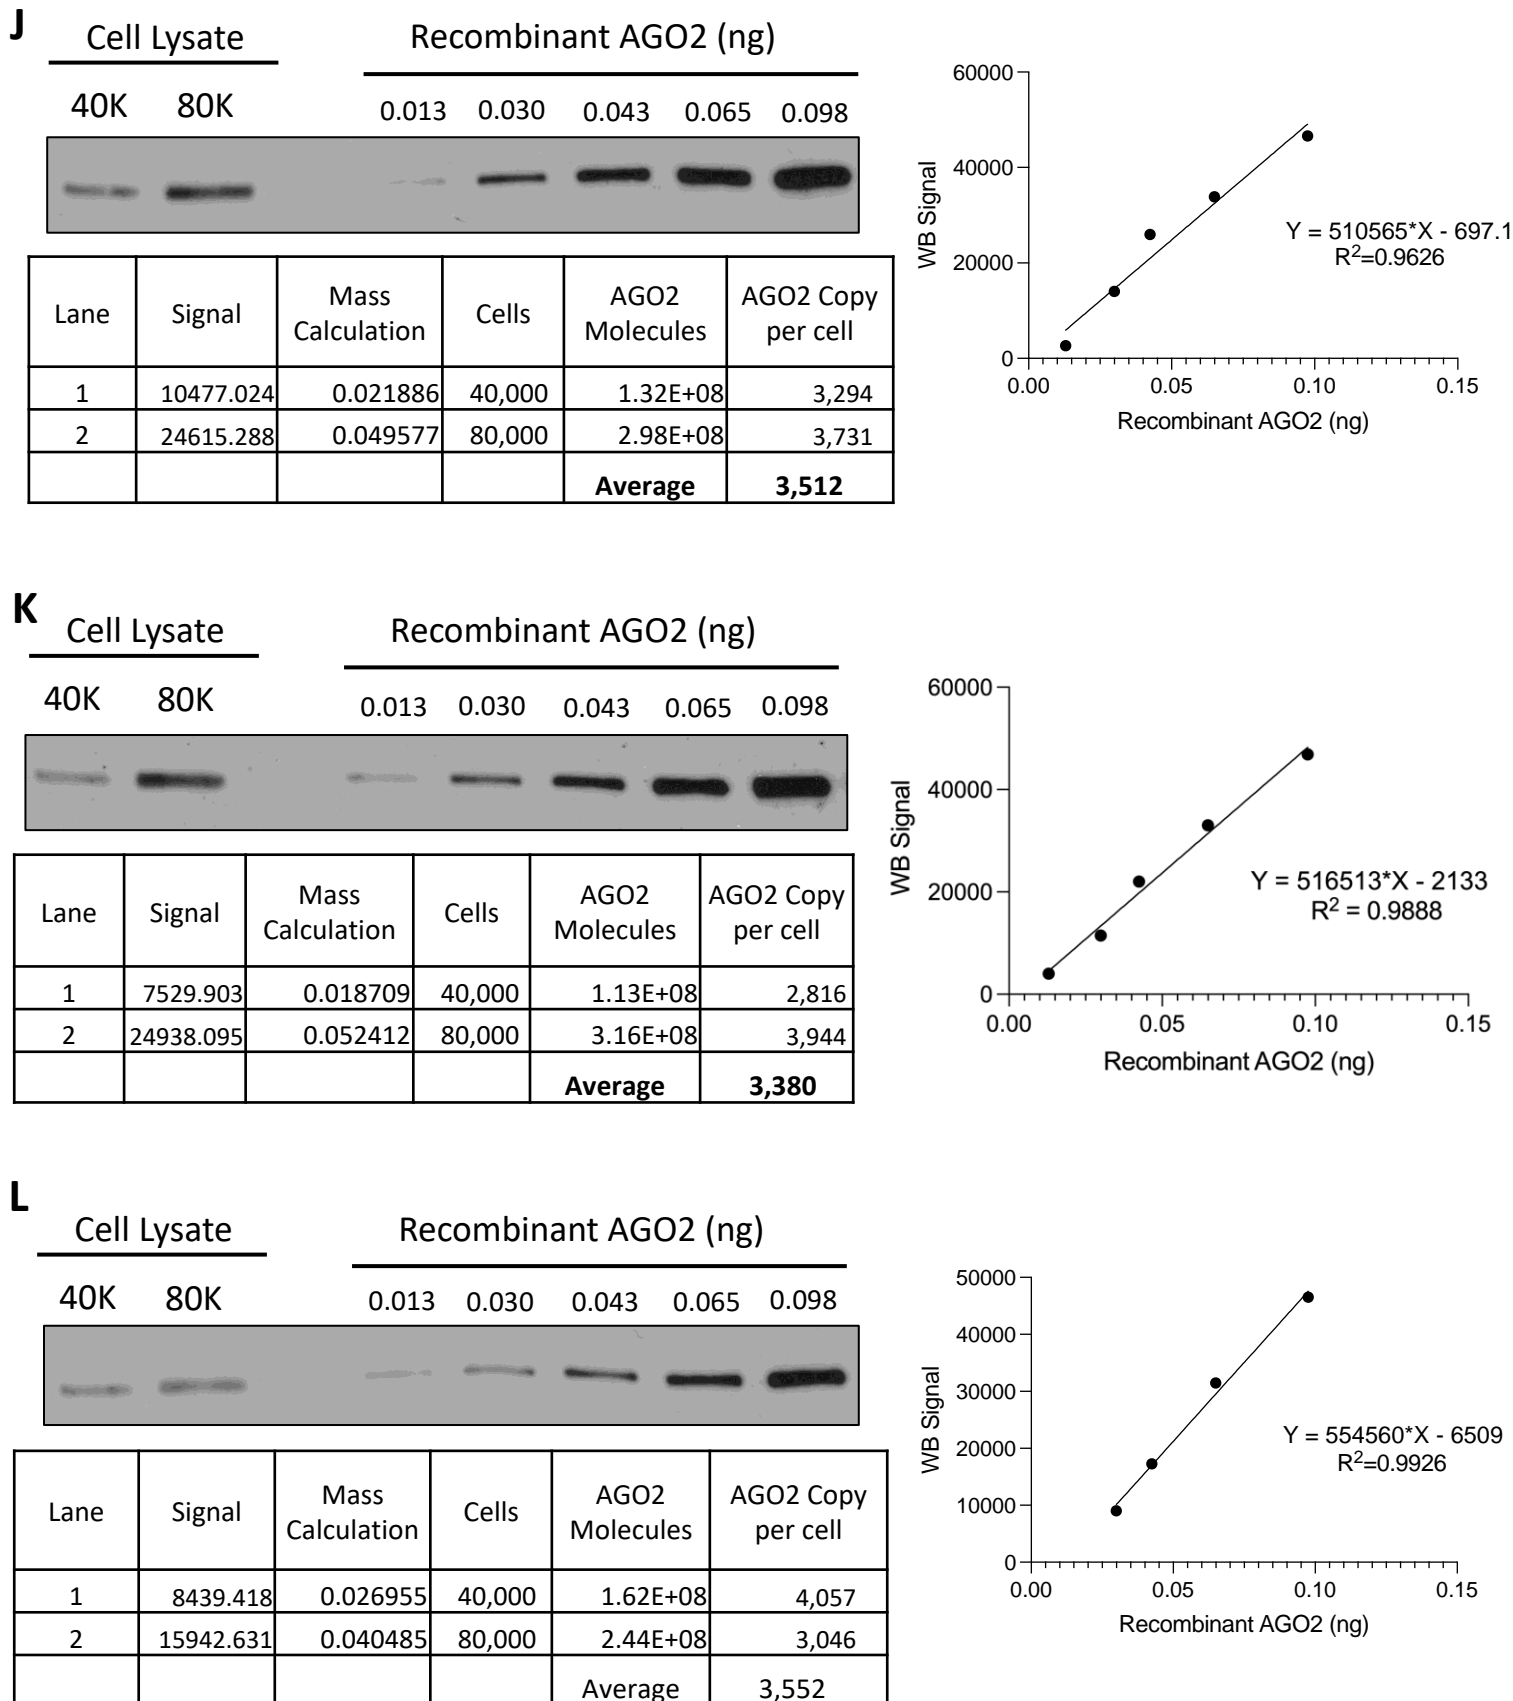 J
Cell Lysate
Recombinant AGO2 (ng)
40K 80K 0.013 0.030 0.043 0.065 0.098
Lane Signal Mass Calculation Cells AGO2 Molecules AGO2 Copy per cell
1 10477.024 0.021886 40,000 1.32E+08 3,294
2 24615.288 0.049577 80,000 2.98E+08 3,731
Average 3,512
60000
40000
20000
0
WB Signal
Y = 510565*X - 697.1
R²=0.9626
0.00 0.05 0.10 0.15
Recombinant AGO2 (ng)
K
Cell Lysate
Recombinant AGO2 (ng)
40K 80K 0.013 0.030 0.043 0.065 0.098
Lane Signal Mass Calculation Cells AGO2 Molecules AGO2 Copy per cell
1 7529.903 0.018709 40,000 1.13E+08 2,816
2 24938.095 0.052412 80,000 3.16E+08 3,944
Average 3,380
60000
40000
20000
0
WB Signal
Y = 516513*X - 2133
R² = 0.9888
0.00 0.05 0.10 0.15
Recombinant AGO2 (ng)
L
Cell Lysate
Recombinant AGO2 (ng)
40K 80K 0.013 0.030 0.043 0.065 0.098
Lane Signal Mass Calculation Cells AGO2 Molecules AGO2 Copy per cell
1 8439.418 0.026955 40,000 1.62E+08 4,057
2 15942.631 0.040485 80,000 2.44E+08 3,046
Average 3,552
50000
40000
30000
20000
10000
0
WB Signal
Y = 554560*X - 6509
R²=0.9926
0.00 0.05 0.10 0.15
Recombinant AGO2 (ng)